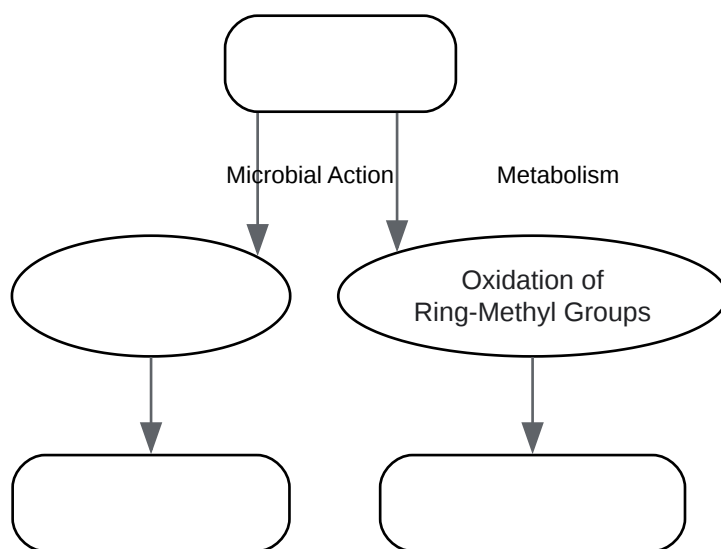 Microbial Action
Metabolism
Oxidation of
Ring-Methyl Groups